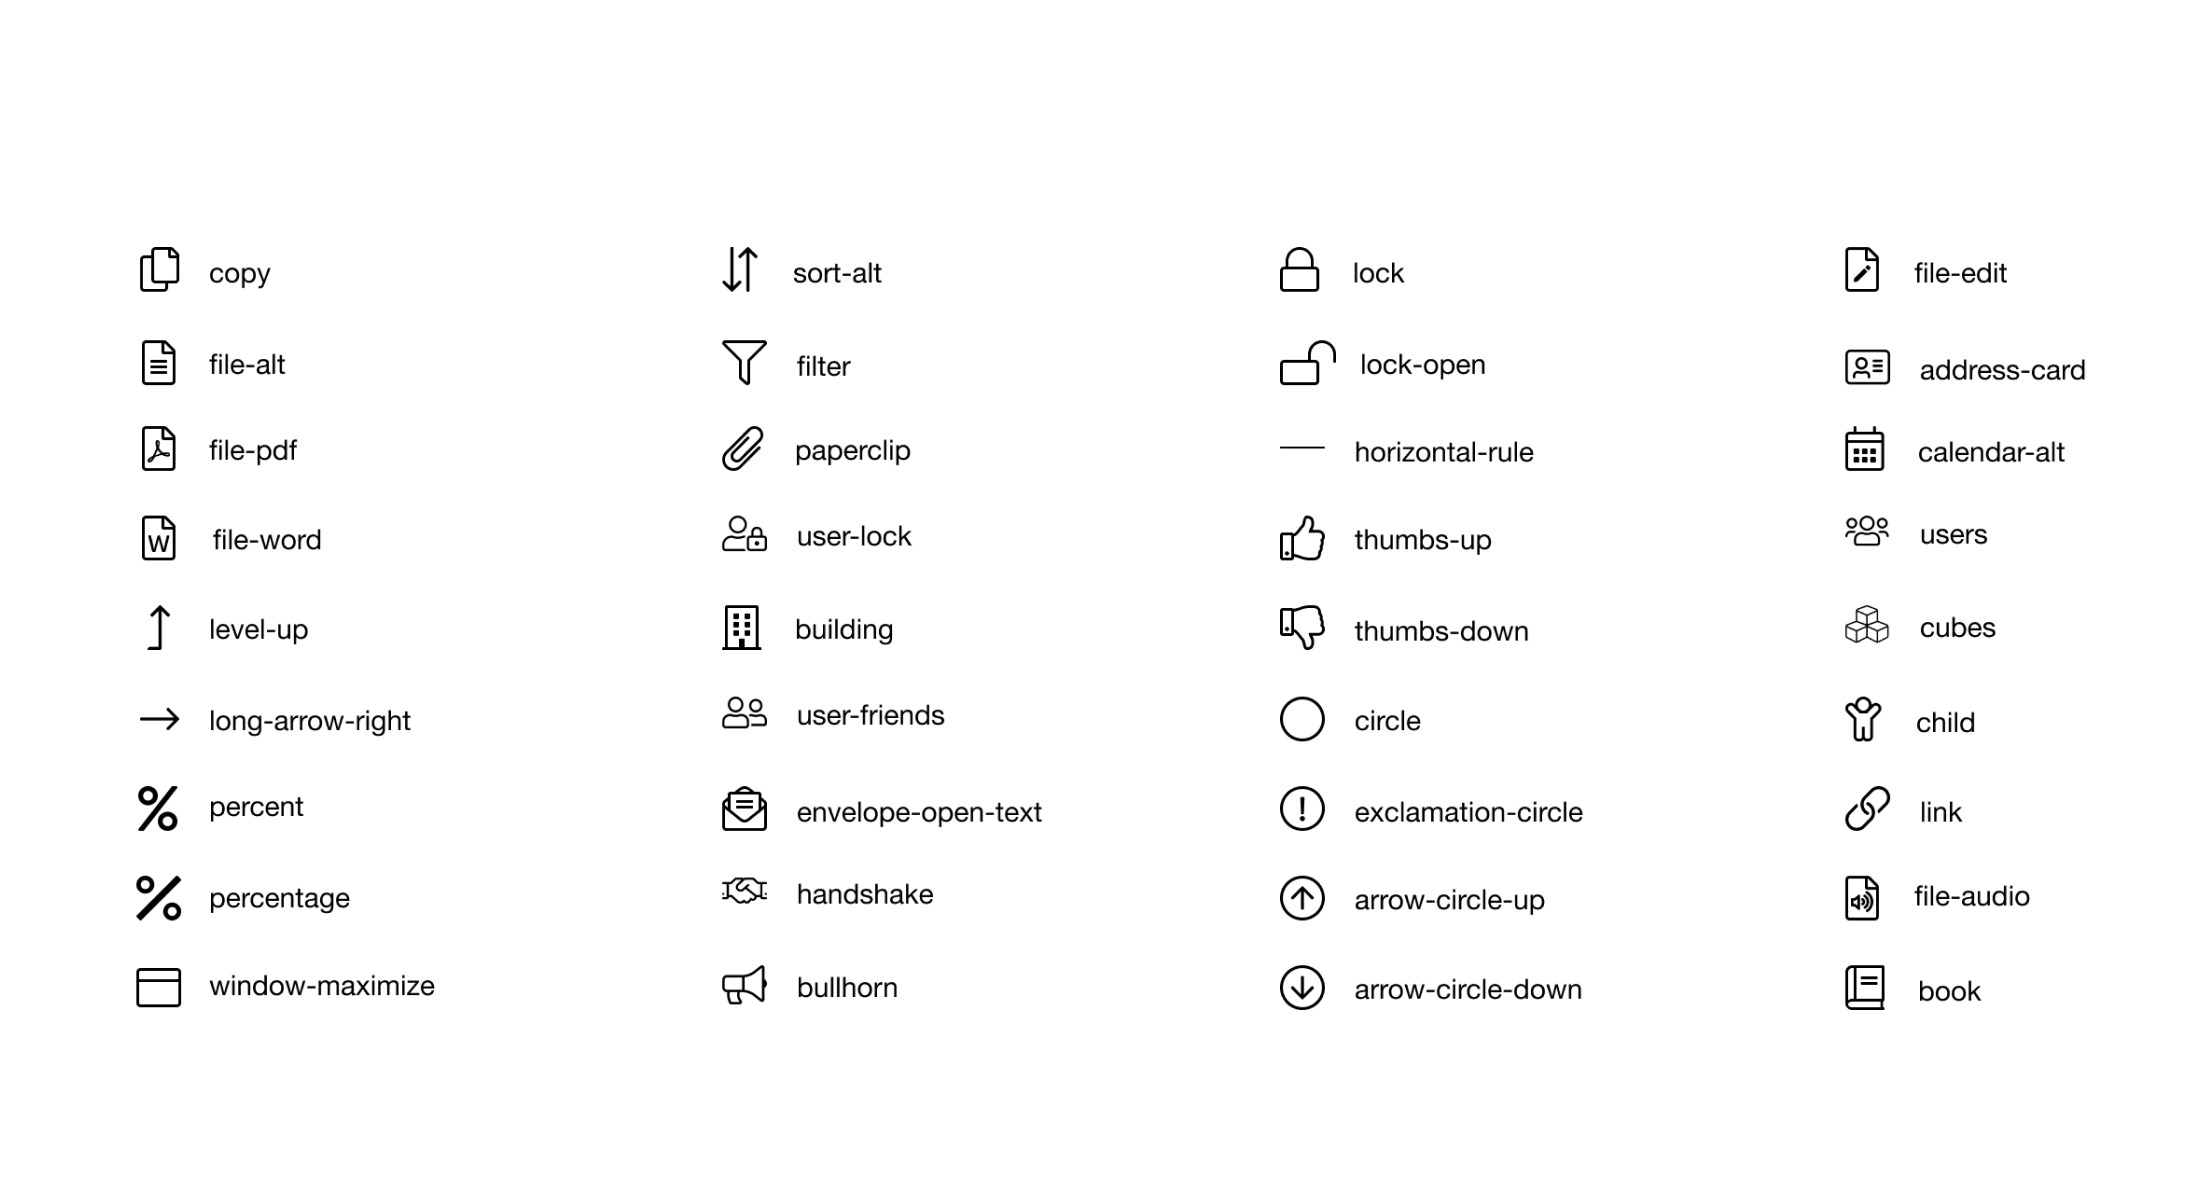 copy
file-alt
file-pdf
file-word
level-up
long-arrow-right
percent
percentage
window-maximize
sort-alt
filter
paperclip
user-lock
building
user-friends
envelope-open-text
handshake
bullhorn
lock
lock-open
horizontal-rule
thumbs-up
thumbs-down
circle
exclamation-circle
arrow-circle-up
arrow-circle-down
file-edit
address-card
calendar-alt
users
cubes
child
link
file-audio
book